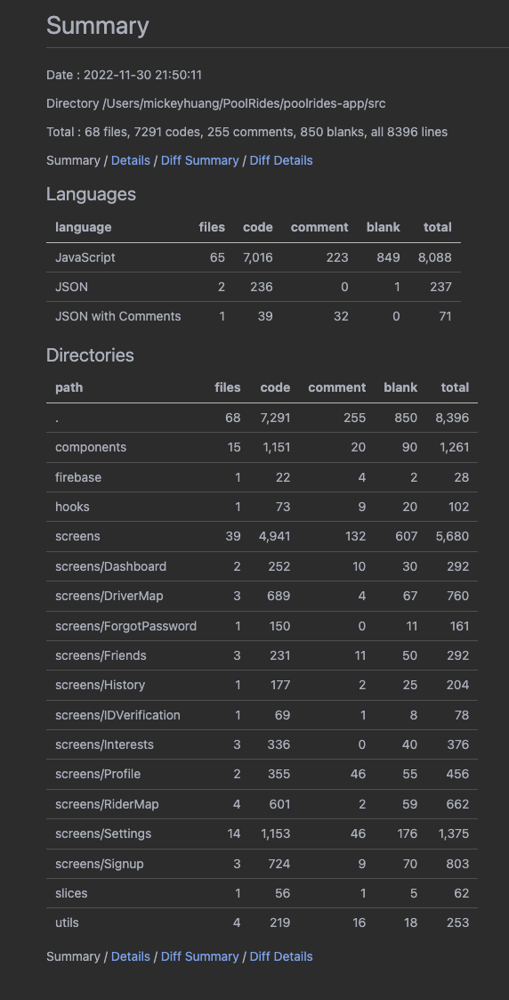 Summary
Date : 2022-11-30 21:50:11
Directory /Users/mickeyhuang/PoolRides/poolrides-app/src
Total : 68 files, 7291 codes, 255 comments, 850 blanks, all 8396 lines
Summary / Details / Diff Summary / Diff Details
Languages
language files code comment blank total
JavaScript 65 7,016 223 849 8,088
JSON 2 236 0 1 237
JSON with Comments 1 39 32 0 71
Directories
path files code comment blank total
. 68 7,291 255 850 8,396
components 15 1,151 20 90 1,261
firebase 1 22 4 2 28
hooks 1 73 9 20 102
screens 39 4,941 132 607 5,680
screens/Dashboard 2 252 10 30 292
screens/DriverMap 3 689 4 67 760
screens/ForgotPassword 1 150 0 11 161
screens/Friends 3 231 11 50 292
screens/History 1 177 2 25 204
screens/IDVerification 1 69 1 8 78
screens/Interests 3 336 0 40 376
screens/Profile 2 355 46 55 456
screens/RiderMap 4 601 2 59 662
screens/Settings 14 1,153 46 176 1,375
screens/Signup 3 724 9 70 803
slices 1 56 1 5 62
utils 4 219 16 18 253
Summary / Details / Diff Summary / Diff Details